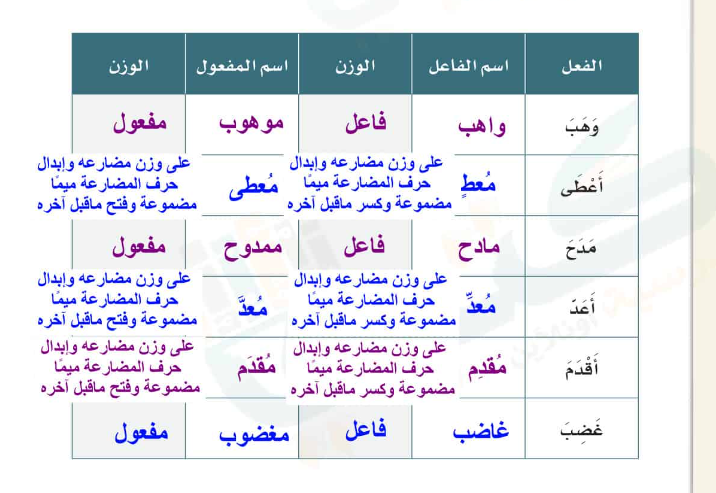 الفعل	اسم الفاعل	الوزن	اسم المفعول	الوزن
وَهَبَ	واهب	فاعل	موهوب	مفعول
أَعْطَى	مُعطٍ	على وزن مضارعه وإبدال حرف المضارعة ميمًا مضمومة وكسر ماقبل آخره	مُعطى	على وزن مضارعه وإبدال حرف المضارعة ميمًا مضموعة وفتح ماقبل آخره
مَدَحَ	مادح	فاعل	ممدوح	مفعول
أَعَدّ	مُعدِّ	على وزن مضارعه وإبدال حرف المضارعة ميمًا مضموعة وكسر ماقبل آخره	مُعدَّ	على وزن مضارعه وإبدال حرف المضارعة ميمًا مضموعة وفتح ماقبل آخره
أَقْدَمَ	مُقدِم	على وزن مضارعه وإبدال حرف المضارعة ميمًا مضموعة وكسر ماقبل آخره	مُقدَم	على وزن مضارعه وإبدال حرف المضارعة ميمًا مضموعة وفتح ماقبل آخره
غَضِبَ	غاضب	فاعل	مغضوب	مفعول